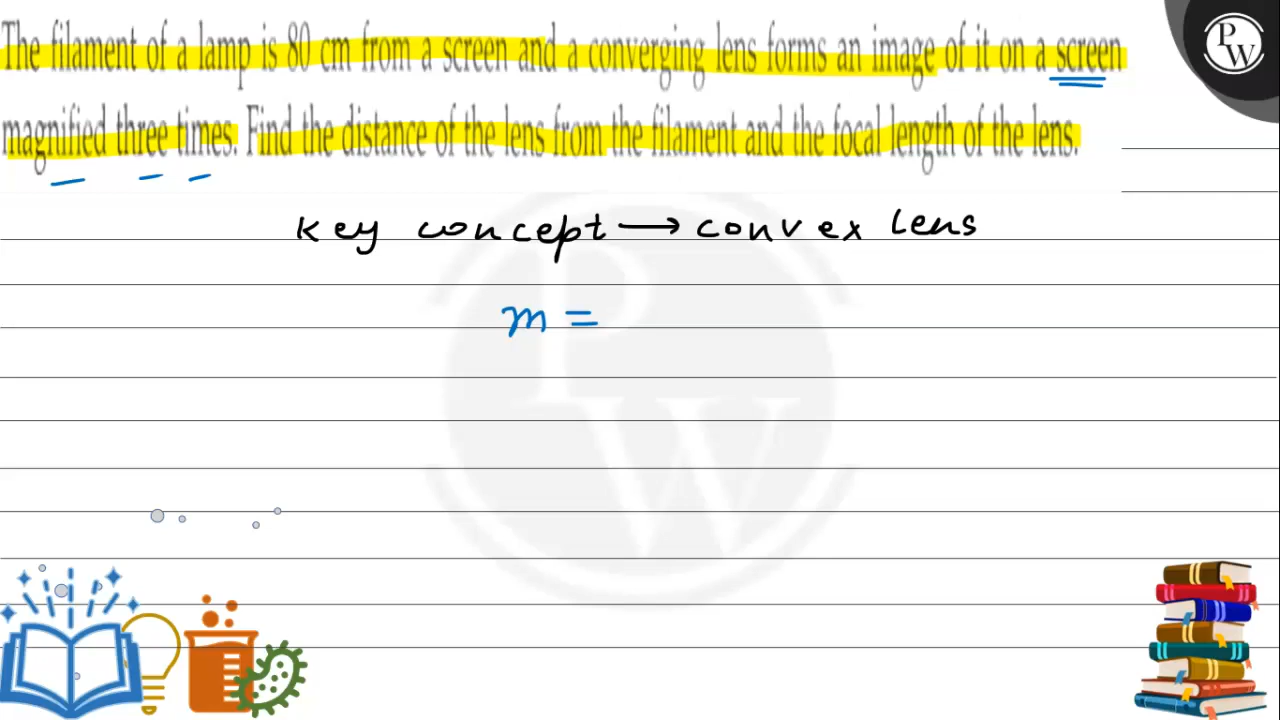 The filament of a lamp is 80 cm from a screen and a converging lens forms an image of it on a screen
magnified three times. Find the distance of the lens from the filament and the focal length of the lens.
key concept → convex lens
m =
PW
PW